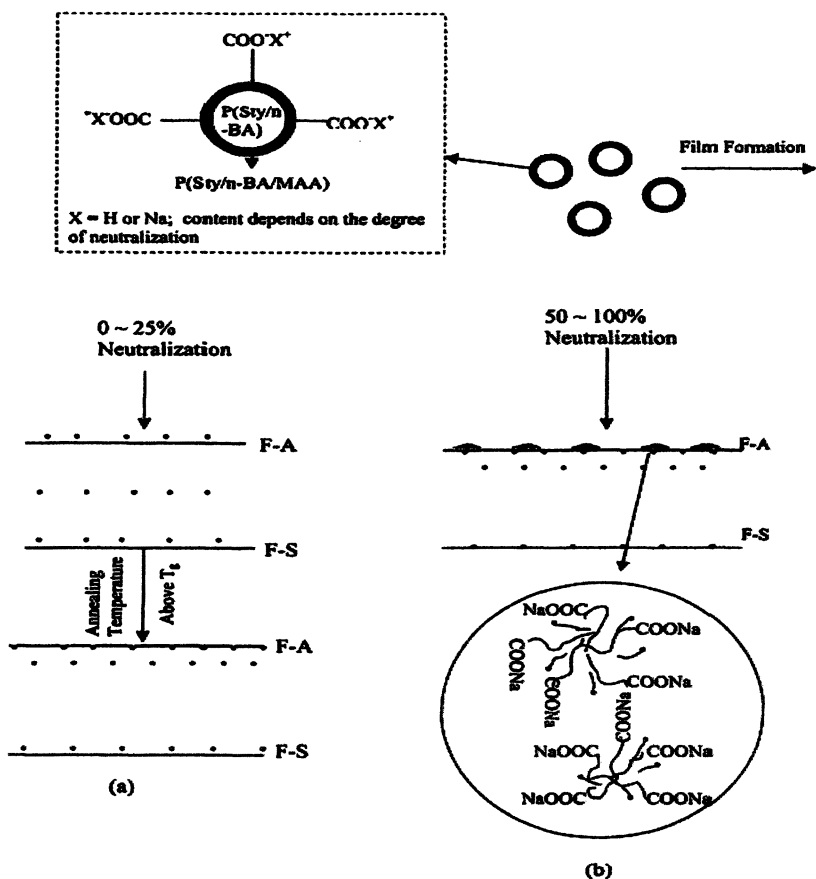 COO⁻X⁺
⁺X⁻OOC
P(Sty/n
-BA)
COO⁻X⁺
P(Sty/n-BA/MAA)
X = H or Na; content depends on the degree
of neutralization
Film Formation
0 ~ 25%
Neutralization
F-A
F-S
Annealing
Temperature
Above Tg
F-A
F-S
(a)
50 ~ 100%
Neutralization
F-A
F-S
NaOOC
COONa
COONa
COONa
COONa
COONa
NaOOC
COONa
NaOOC
COONa
(b)